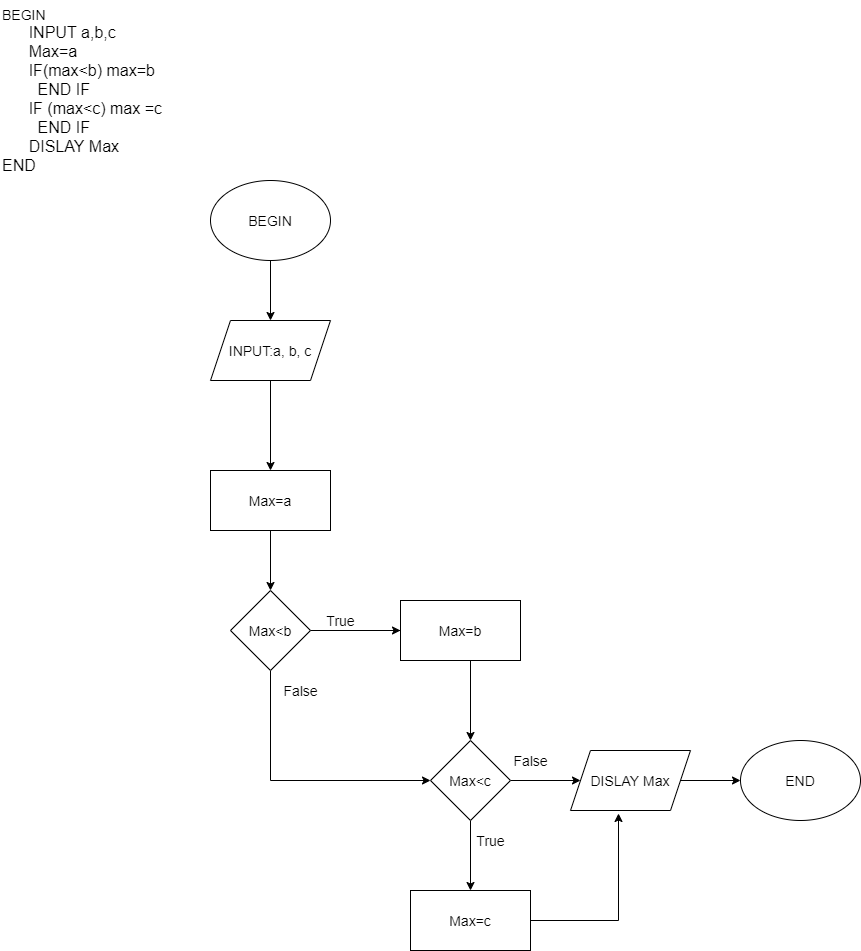 BEGIN
INPUT a,b,c
Max=a
IF(max<b) max=b
END IF
IF (max<c) max =c
END IF
DISLAY Max
END
BEGIN
INPUT:a, b, c
Max=a
Max<b
True
Max=b
False
Max<c
False
DISLAY Max
END
True
Max=c